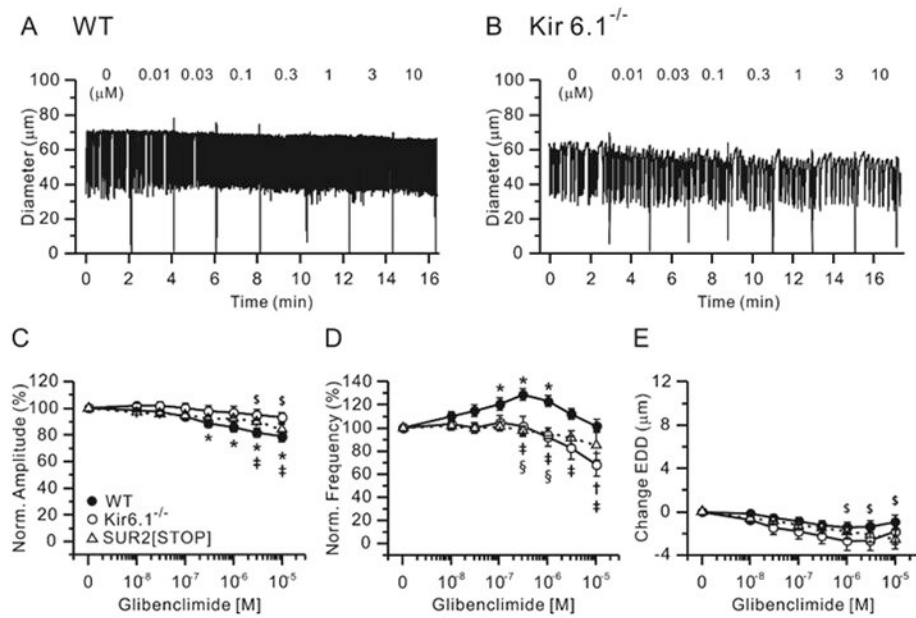 A WT
B Kir 6.1-/-
0 0.01 0.03 0.1 0.3 1 3 10
(μM)
Diameter (μm)
100
80
60
40
20
0
0 2 4 6 8 10 12 14 16
Time (min)
0 0.01 0.03 0.1 0.3 1 3 10
(μM)
Diameter (μm)
100
80
60
40
20
0
0 2 4 6 8 10 12 14 16
Time (min)
C
Norm. Amplitude (%)
120
100
80
60
40
20
0
$ $
* * * *
‡ ‡
WT
Kir6.1-/-
SUR2[STOP]
0 10-8 10-7 10-6 10-5
Glibenclimide [M]
D
Norm. Frequency (%)
140
120
100
80
60
40
20
0
* * *
‡ ‡ ‡ †
§ § ‡
0 10-8 10-7 10-6 10-5
Glibenclimide [M]
E
Change EDD (μm)
12
8
4
0
-4
$ $ $
0 10-8 10-7 10-6 10-5
Glibenclimide [M]